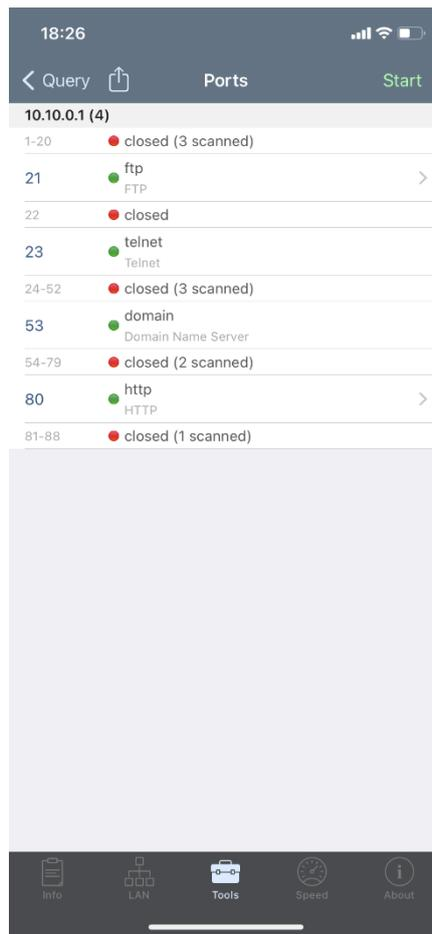 18:26
Query Ports Start
10.10.0.1 (4)
1-20 closed (3 scanned)
21 ftp
FTP
22 closed
23 telnet
Telnet
24-52 closed (3 scanned)
53 domain
Domain Name Server
54-79 closed (2 scanned)
80 http
HTTP
81-88 closed (1 scanned)
Info LAN Tools Speed About